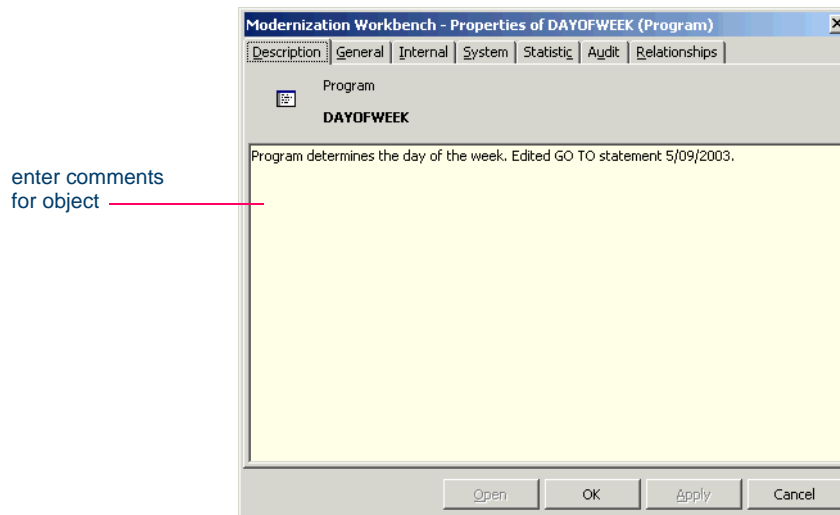 Modernization Workbench - Properties of DAYOFWEEK (Program)
Description General Internal System Statistic Audit Relationships
Program
DAYOFWEEK
Program determines the day of the week. Edited GO TO statement 5/09/2003.
enter comments
for object
Open OK Apply Cancel